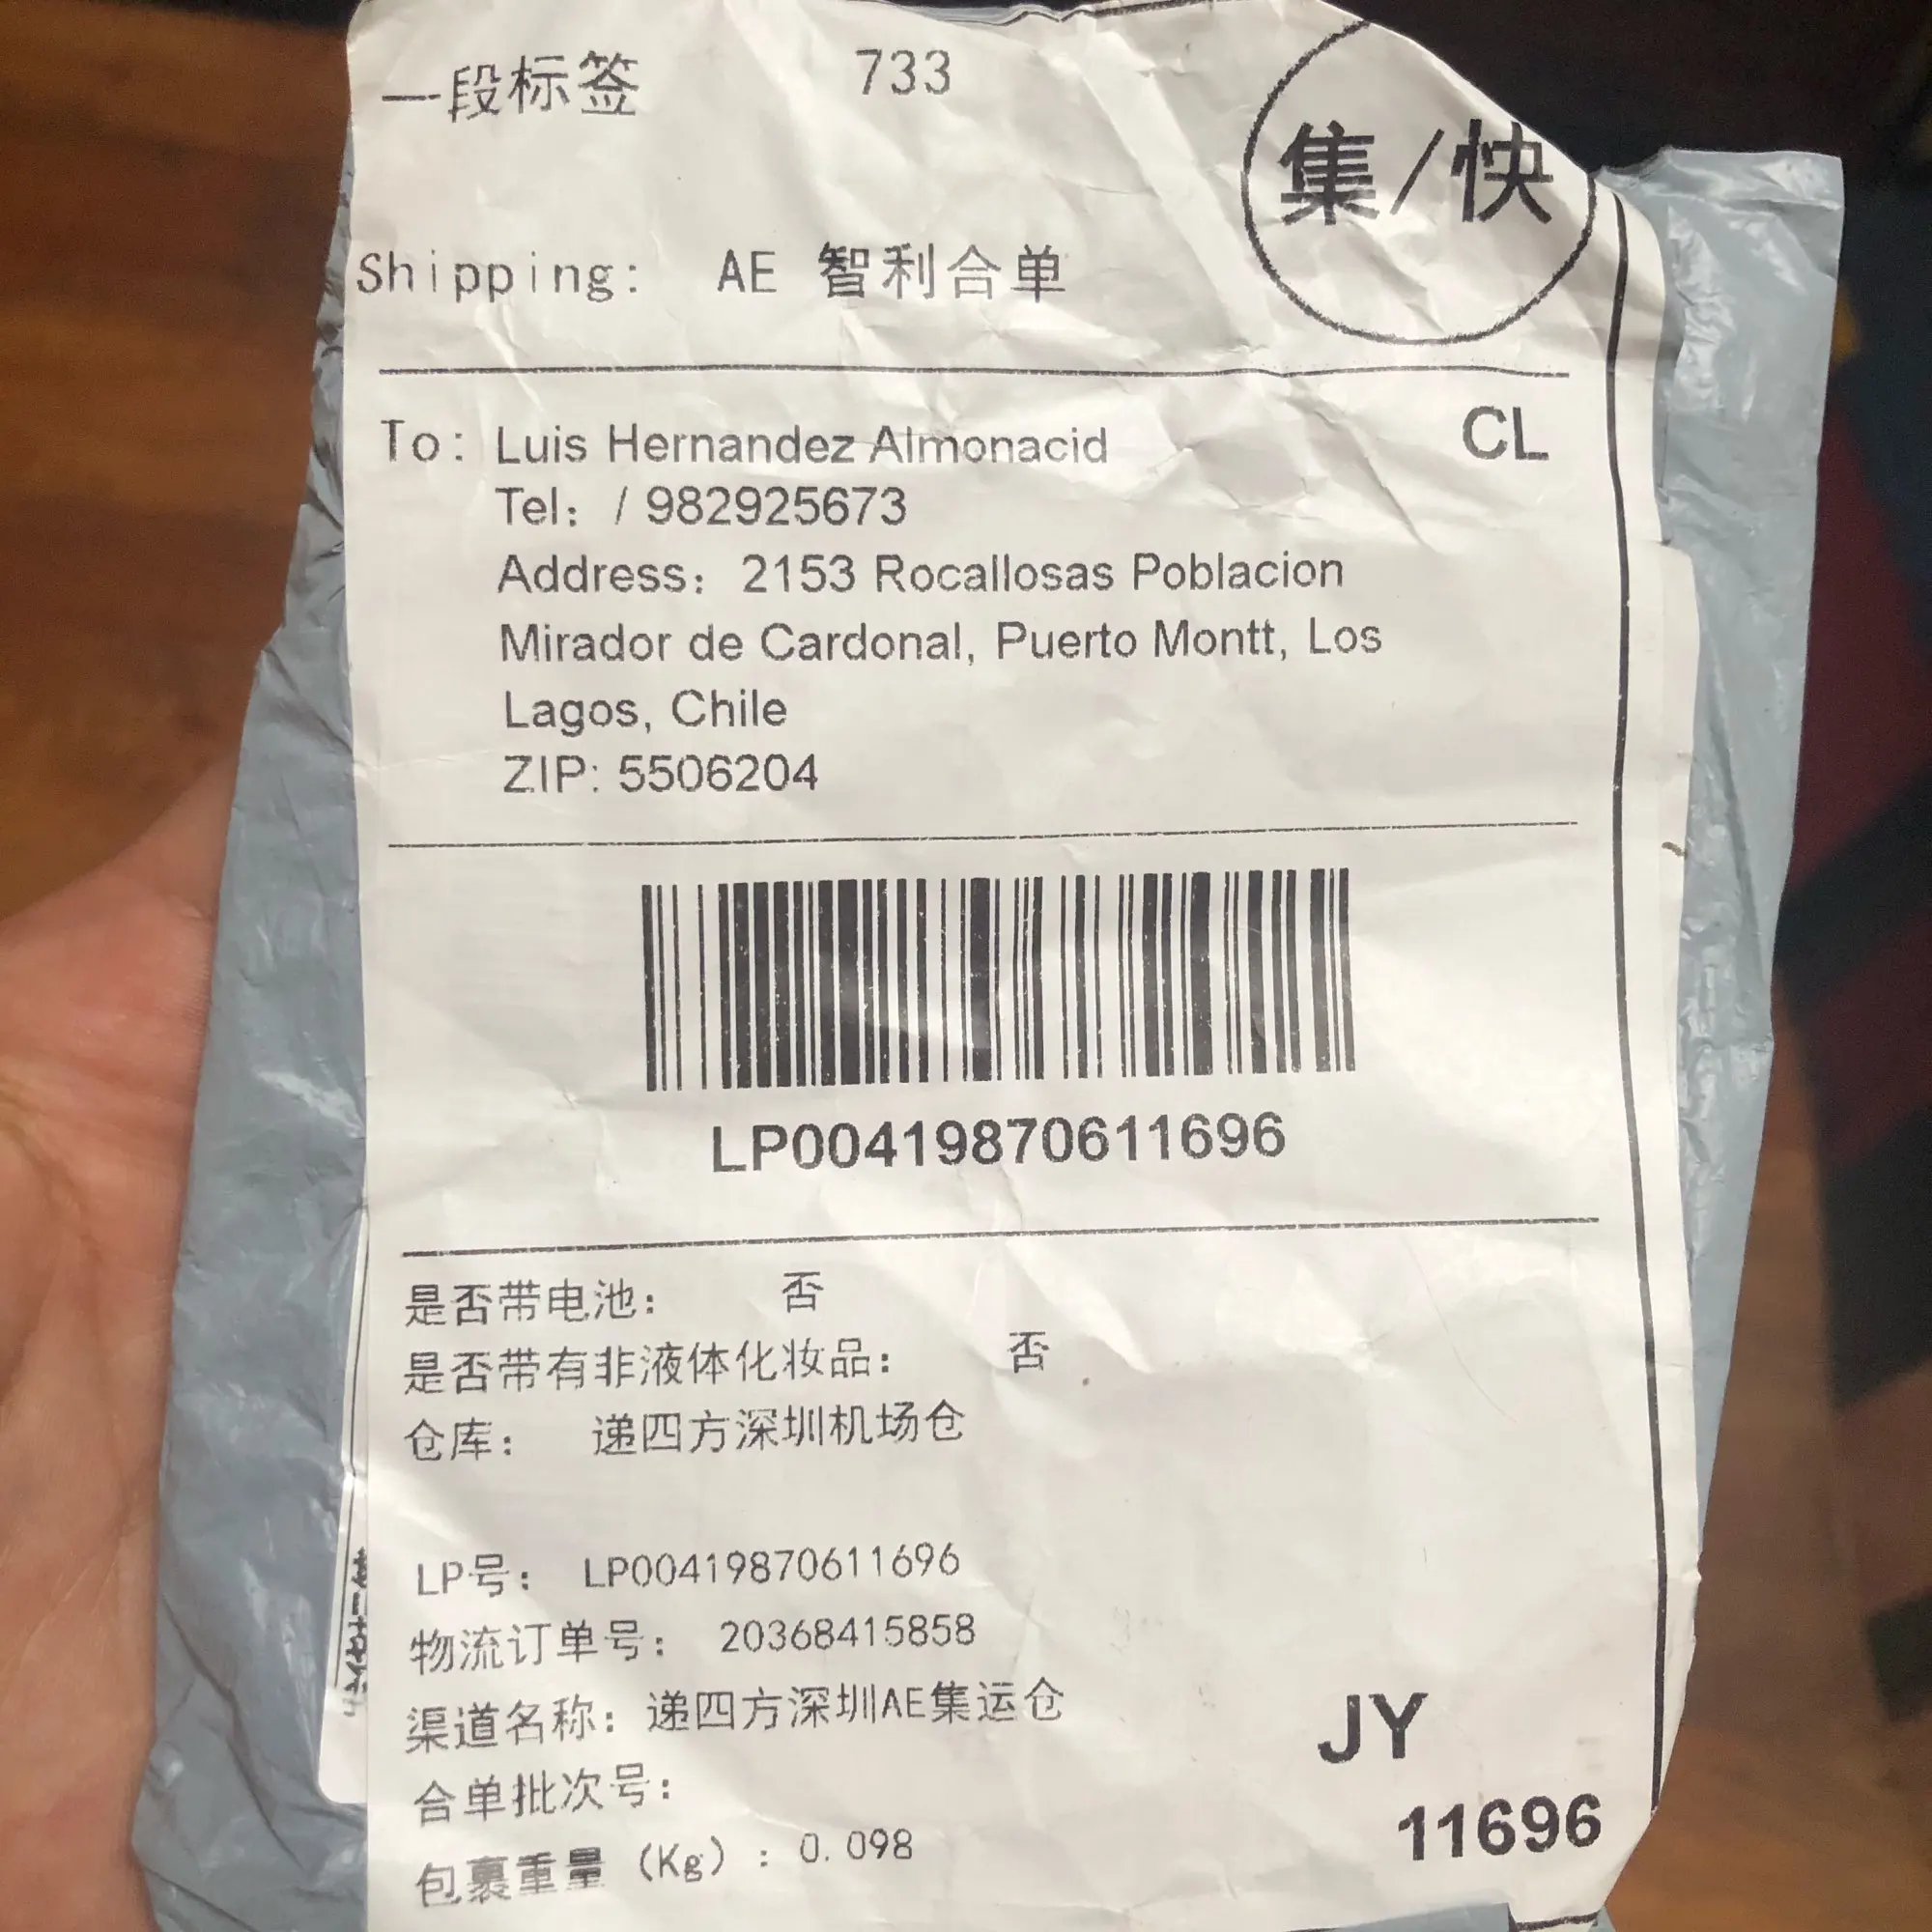 一段标签 733
集/快
Shipping: AE 智利合单
To: Luis Hernandez Almonacid CL
Tel：/ 982925673
Address：2153 Rocallosas Poblacion
Mirador de Cardonal, Puerto Montt, Los
Lagos, Chile
ZIP: 5506204
LP00419870611696
是否带电池： 否
是否带有非液体化妆品： 否
仓库： 递四方深圳机场仓
LP号： LP00419870611696
物流订单号： 20368415858
渠道名称：递四方深圳AE集运仓
JY
合单批次号：
11696
包裹重量（Kg）：0.098